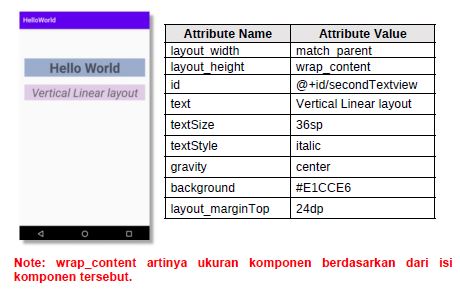 HelloWorld
Hello World
Vertical Linear layout
Attribute Name Attribute Value
layout_width match_parent
layout_height wrap_content
id @+id/secondTextview
text Vertical Linear layout
textSize 36sp
textStyle italic
gravity center
background #E1CCE6
layout_marginTop 24dp
Note: wrap_content artinya ukuran komponen berdasarkan dari isi
komponen tersebut.